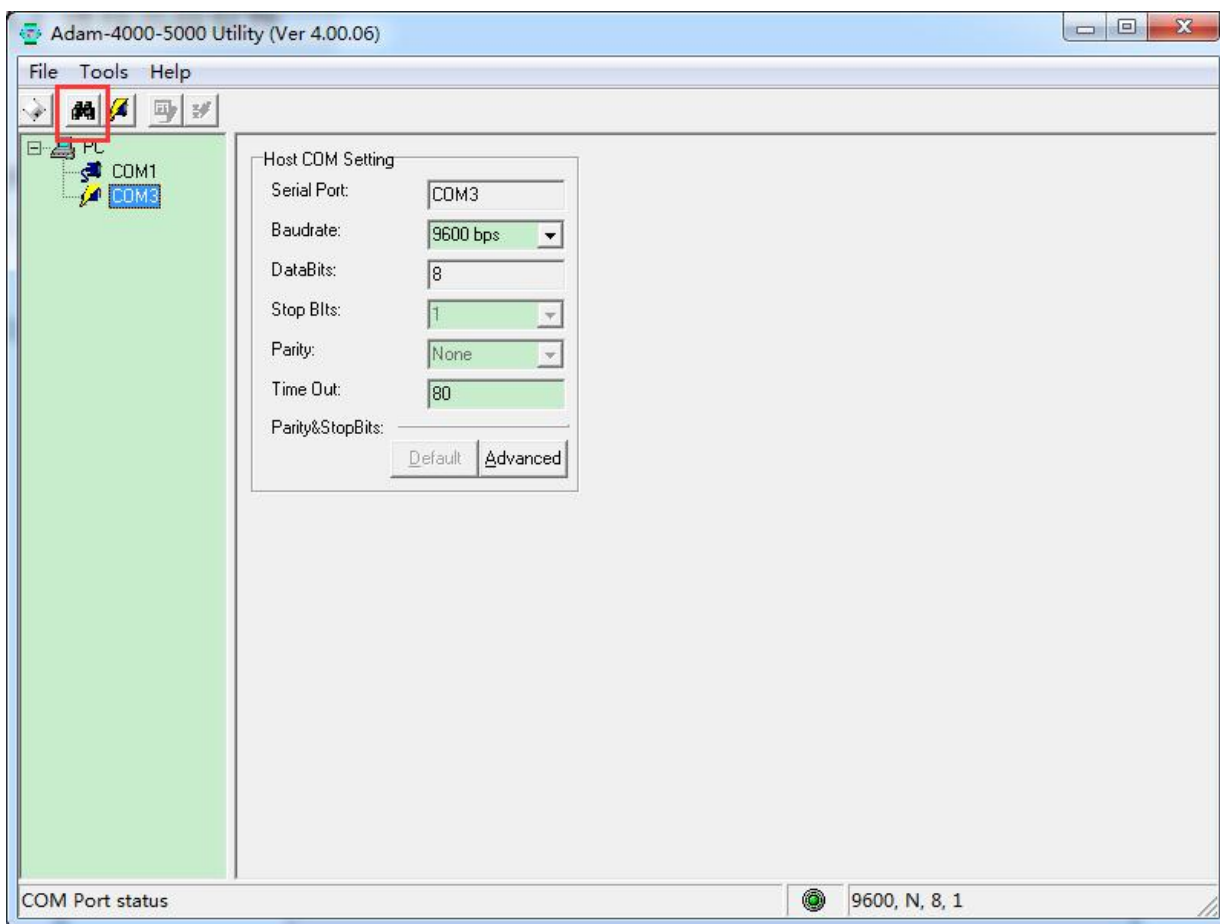 Adam-4000-5000 Utility (Ver 4.00.06)
File Tools Help
PC
COM1
COM3
Host COM Setting
Serial Port: COM3
Baudrate: 9600 bps
DataBits: 8
Stop BIts: 1
Parity: None
Time Out: 80
Parity&StopBits:
Default Advanced
COM Port status 9600, N, 8, 1